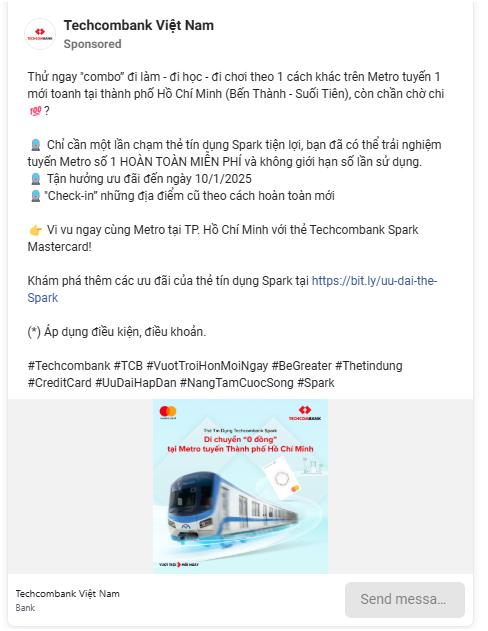 Techcombank Việt Nam
Sponsored
Thử ngay "combo” đi làm - đi học - đi chơi theo 1 cách khác trên Metro tuyến 1
mới toanh tại thành phố Hồ Chí Minh (Bến Thành - Suối Tiên), còn chần chờ chi
💯?
🚇 Chỉ cần một lần chạm thẻ tín dụng Spark tiện lợi, bạn đã có thể trải nghiệm
tuyến Metro số 1 HOÀN TOÀN MIỄN PHÍ và không giới hạn số lần sử dụng.
🚇 Tận hưởng ưu đãi đến ngày 10/1/2025
🚇 "Check-in” những địa điểm cũ theo cách hoàn toàn mới
👉 Vi vu ngay cùng Metro tại TP. Hồ Chí Minh với thẻ Techcombank Spark
Mastercard!
Khám phá thêm các ưu đãi của thẻ tín dụng Spark tại https://bit.ly/uu-dai-the-
Spark
(*) Áp dụng điều kiện, điều khoản.
#Techcombank #TCB #VuotTroiHonMoiNgay #BeGreater #Thetindung
#CreditCard #UuDaiHapDan #NangTamCuocSong #Spark
TECHCOMBANK
Thẻ Tín Dụng Techcombank Spark
Di chuyển “0 đồng”
tại Metro tuyến Thành phố Hồ Chí Minh
VƯỢT TRỘI MỖI NGÀY
Techcombank Việt Nam
Bank
Send messa...